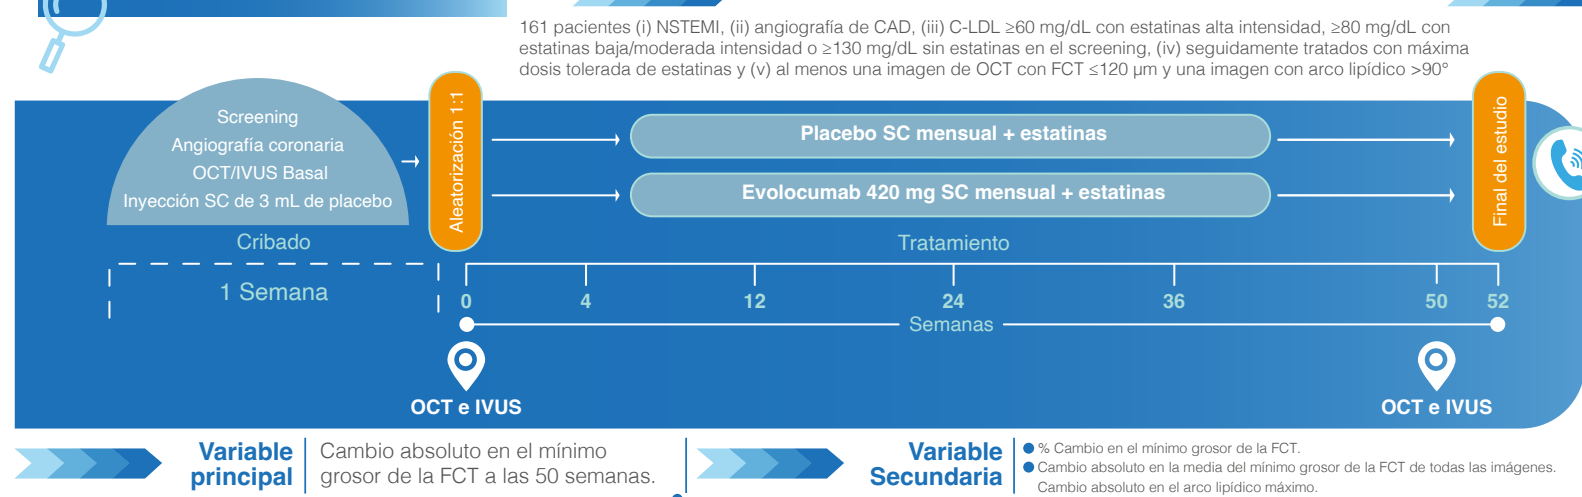 161 pacientes (i) NSTEMI, (ii) angiografía de CAD, (iii) C-LDL ≥60 mg/dL con estatinas alta intensidad, ≥80 mg/dL con
estatinas baja/moderada intensidad o ≥130 mg/dL sin estatinas en el screening, (iv) seguidamente tratados con máxima
dosis tolerada de estatinas y (v) al menos una imagen de OCT con FCT ≤120 µm y una imagen con arco lipídico >90°
Screening
Angiografía coronaria
OCT/IVUS Basal
Inyección SC de 3 mL de placebo
Cribado
1 Semana
Aleatorización 1:1
Placebo SC mensual + estatinas
Evolocumab 420 mg SC mensual + estatinas
Final del estudio
Tratamiento
0 4 12 24 36 50 52
Semanas
OCT e IVUS
OCT e IVUS
Variable
principal
Cambio absoluto en el mínimo
grosor de la FCT a las 50 semanas.
Variable
Secundaria
% Cambio en el mínimo grosor de la FCT.
Cambio absoluto en la media del mínimo grosor de la FCT de todas las imágenes.
Cambio absoluto en el arco lipídico máximo.